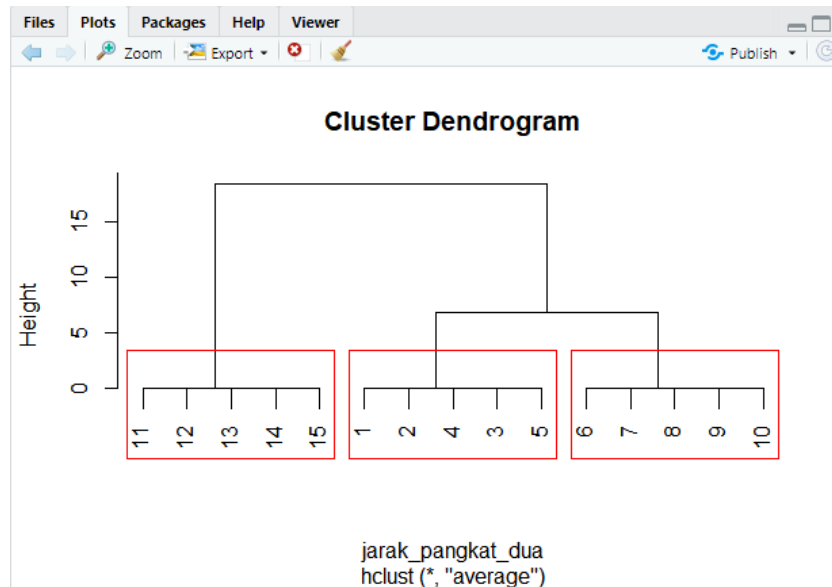 Files Plots Packages Help Viewer
Zoom Export Publish
Cluster Dendrogram
Height
15
10
5
0
11 12 13 14 15 1 2 4 3 5 6 7 8 9 10
jarak_pangkat_dua
hclust (*, "average")